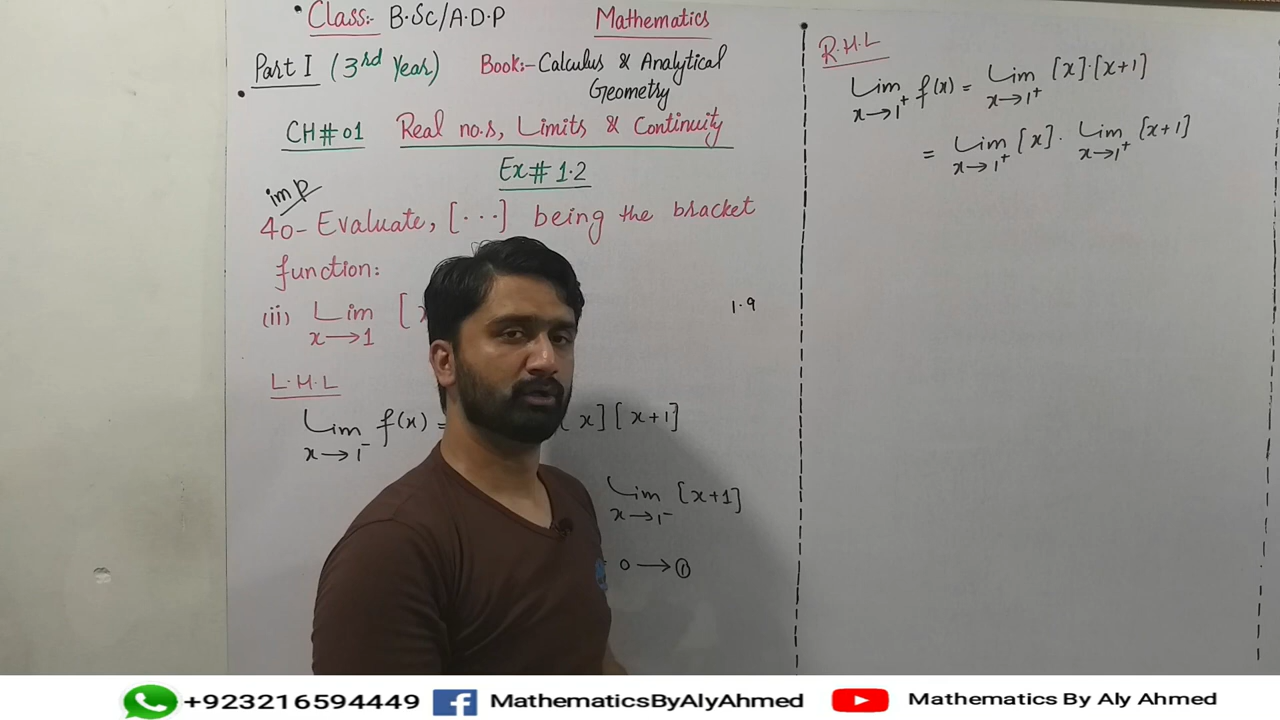 • Class:- B.Sc/A.D.P Mathematics
Part I (3rd Year) Book:- Calculus & Analytical
Geometry
CH# 01 Real no.s, Limits & Continuity
Ex# 1.2
imp
40- Evaluate, [...] being the bracket
function:
(ii) Lim [
x→1
1.9
L.H.L
Lim f(x) = x][x+1]
x→1⁻
Lim [x+1]
x→1⁻
0 → ①
R.H.L
Lim f(x) = Lim [x]·[x+1]
x→1⁺ x→1⁺
= Lim [x] · Lim [x+1]
x→1⁺ x→1⁺
+923216594449 MathematicsByAlyAhmed Mathematics By Aly Ahmed